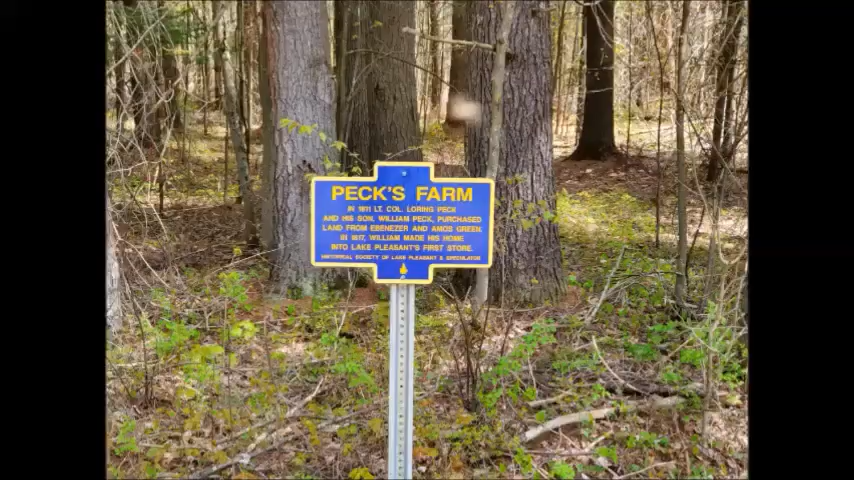 PECK'S FARM
IN 1811 LT. COL. LORING PECK
AND HIS SON, WILLIAM PECK, PURCHASED
LAND FROM EBENEZER AND AMOS GREEN.
IN 1817, WILLIAM MADE HIS HOME
INTO LAKE PLEASANT'S FIRST STORE.
HISTORICAL SOCIETY OF LAKE PLEASANT & SPECULATOR